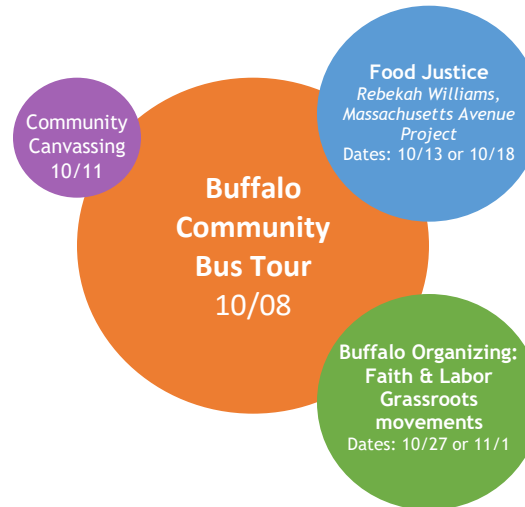 Community
Canvassing
10/11
Buffalo
Community
Bus Tour
10/08
Food Justice
Rebekah Williams,
Massachusetts Avenue
Project
Dates: 10/13 or 10/18
Buffalo Organizing:
Faith & Labor
Grassroots
movements
Dates: 10/27 or 11/1